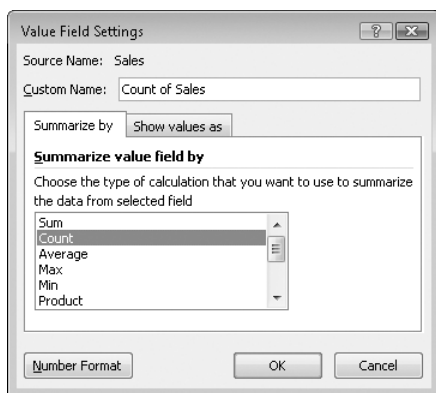 Value Field Settings
Source Name: Sales
Custom Name: Count of Sales
Summarize by Show values as
Summarize value field by
Choose the type of calculation that you want to use to summarize
the data from selected field
Sum
Count
Average
Max
Min
Product
Number Format OK Cancel